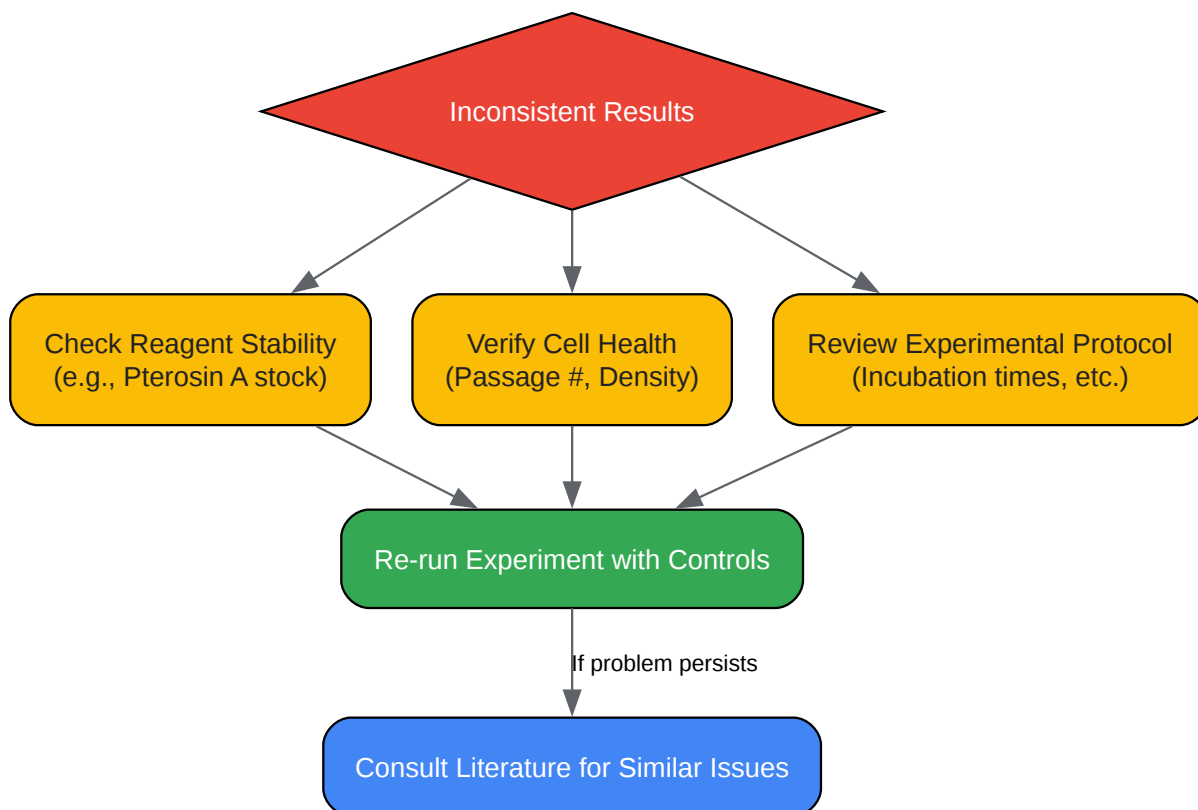 Inconsistent Results
Check Reagent Stability
(e.g., Pterosin A stock)
Verify Cell Health
(Passage #, Density)
Review Experimental Protocol
(Incubation times, etc.)
Re-run Experiment with Controls
If problem persists
Consult Literature for Similar Issues